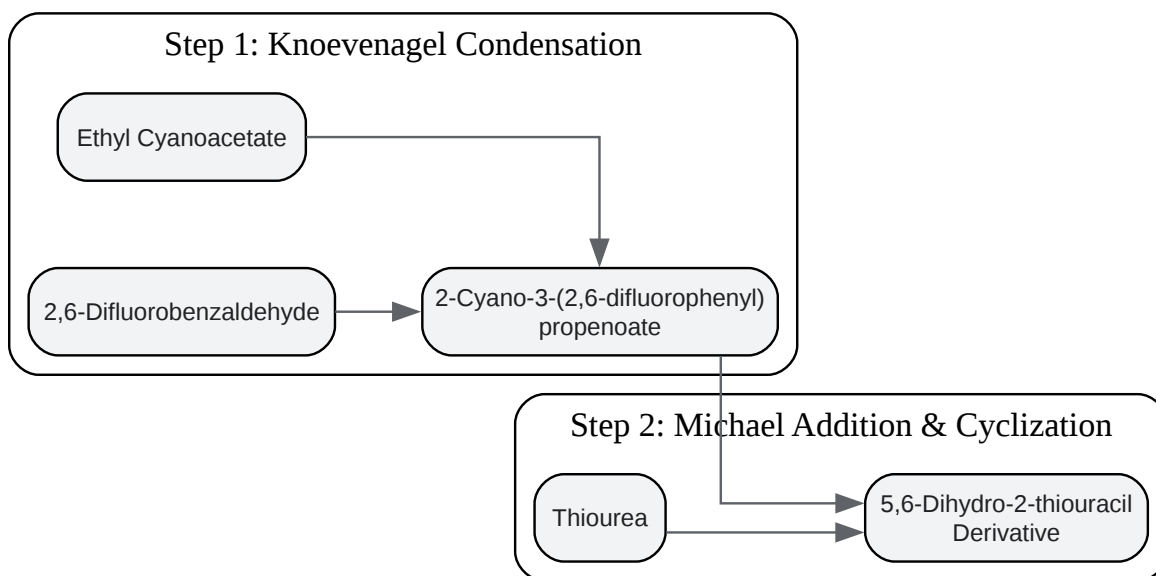 Step 1: Knoevenagel Condensation
Ethyl Cyanoacetate
2,6-Difluorobenzaldehyde
2-Cyano-3-(2,6-difluorophenyl)
propenoate
Step 2: Michael Addition & Cyclization
Thiourea
5,6-Dihydro-2-thiouracil
Derivative